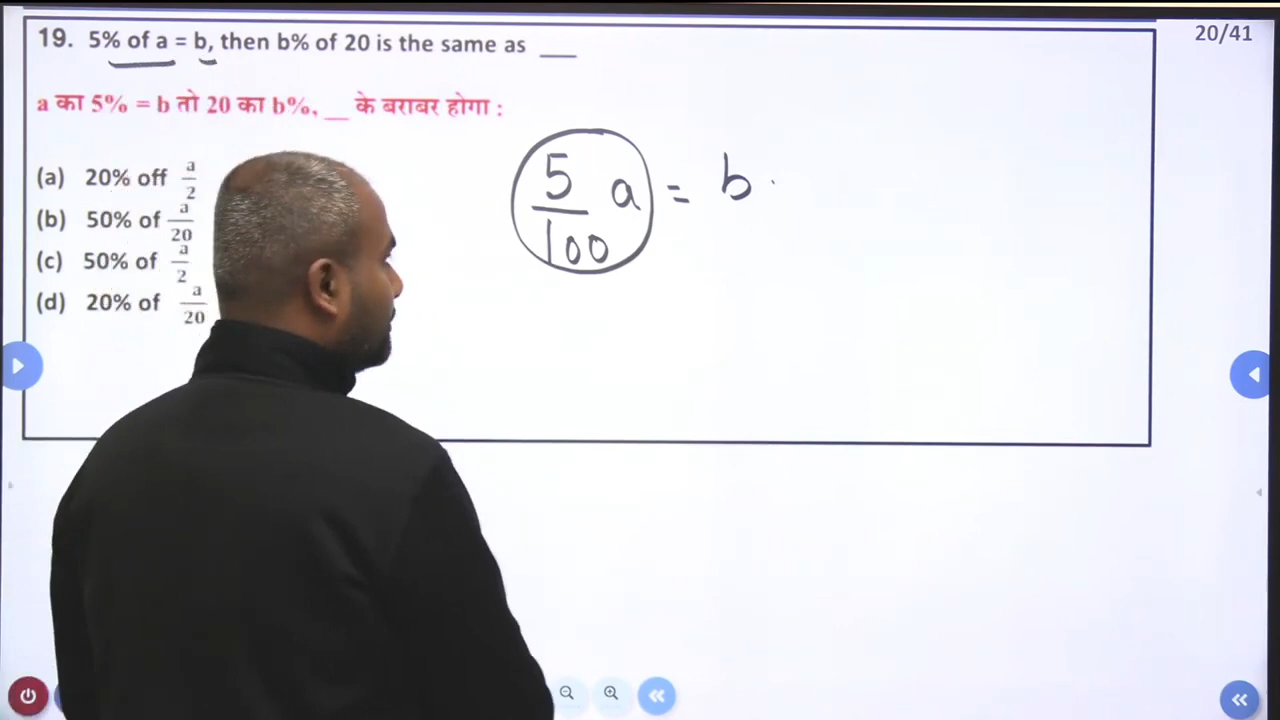 20/41
19. 5% of a = b, then b% of 20 is the same as ___
a का 5% = b तो 20 का b%, __ के बराबर होगा :
(a) 20% off a/2
(b) 50% of a/20
(c) 50% of a/2
(d) 20% of a/20
5/100 a = b